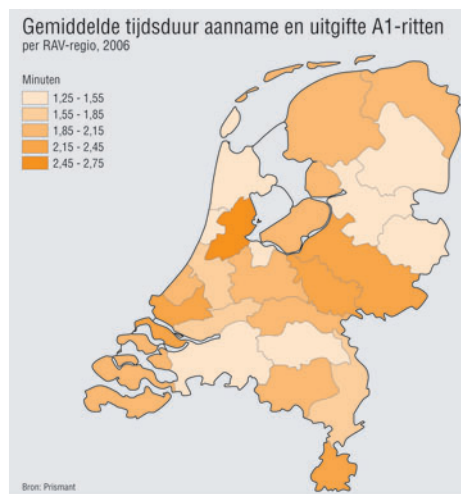 Gemiddelde tijdsduur aanname en uitgifte A1-ritten
per RAV-regio, 2006
Minuten
1,25 - 1,55
1,55 - 1,85
1,85 - 2,15
2,15 - 2,45
2,45 - 2,75
Bron: Prismant